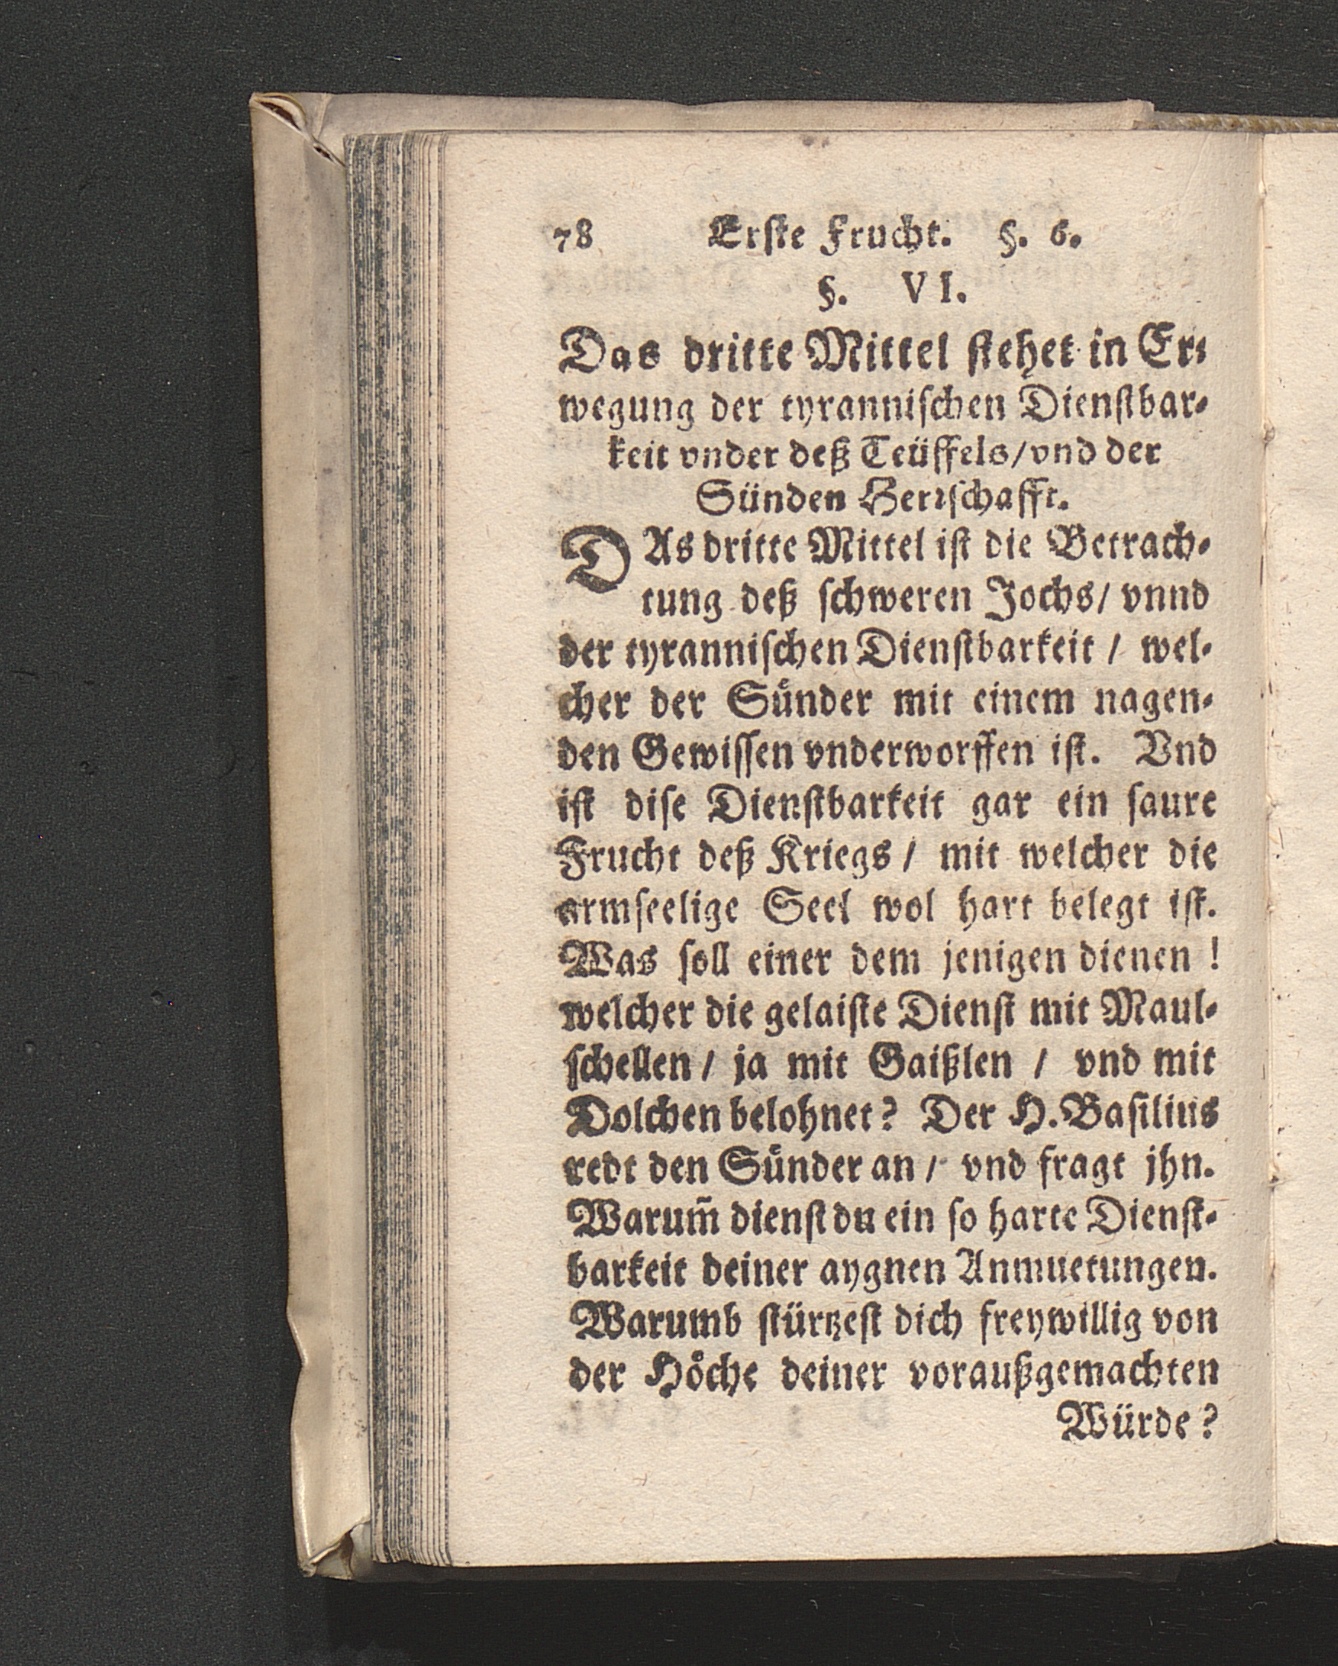 78 Erste Frucht. §. 6.
§. VI.
Das dritte Mittel stehet in Er⸗
wegung der tyrannischen Dienstbar⸗
keit vnder deß Teüffels/vnd der
Sünden Herrschafft.
DAs dritte Mittel ist die Betrach⸗
tung deß schweren Jochs/ vnnd
der tyrannischen Dienstbarkeit / wel⸗
cher der Sünder mit einem nagen⸗
den Gewissen vnderworffen ist. Vnd
ist dise Dienstbarkeit gar ein saure
Frucht deß Kriegs / mit welcher die
armseelige Seel wol hart belegt ist.
Was soll einer dem jenigen dienen !
welcher die gelaiste Dienst mit Maul⸗
schellen / ja mit Gaißlen / vnd mit
Dolchen belohnet? Der H. Basilius
redt den Sünder an / vnd fragt jhn.
Warum̃ dienst du ein so harte Dienst⸗
barkeit deiner aygnen Anmuetungen.
Warumb stürtzest dich freywillig von
der Höche deiner voraußgemachten
Würde ?